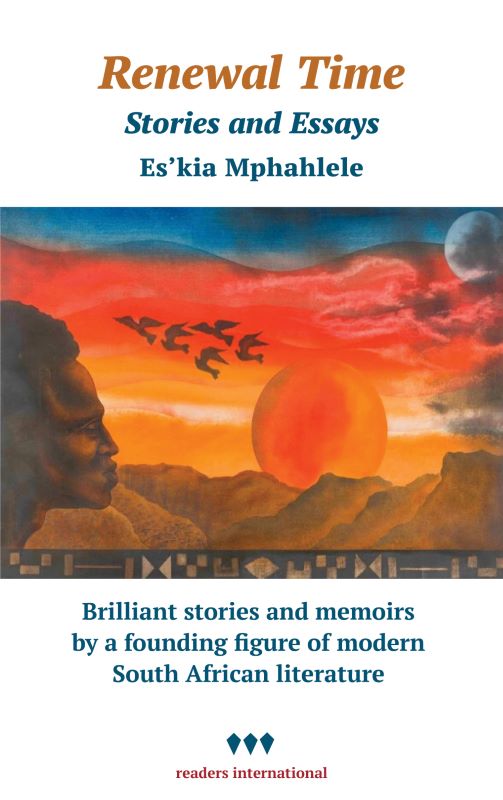 Renewal Time
Stories and Essays
Es’kia Mphahlele
Brilliant stories and memoirs
by a founding figure of modern
South African literature
readers international